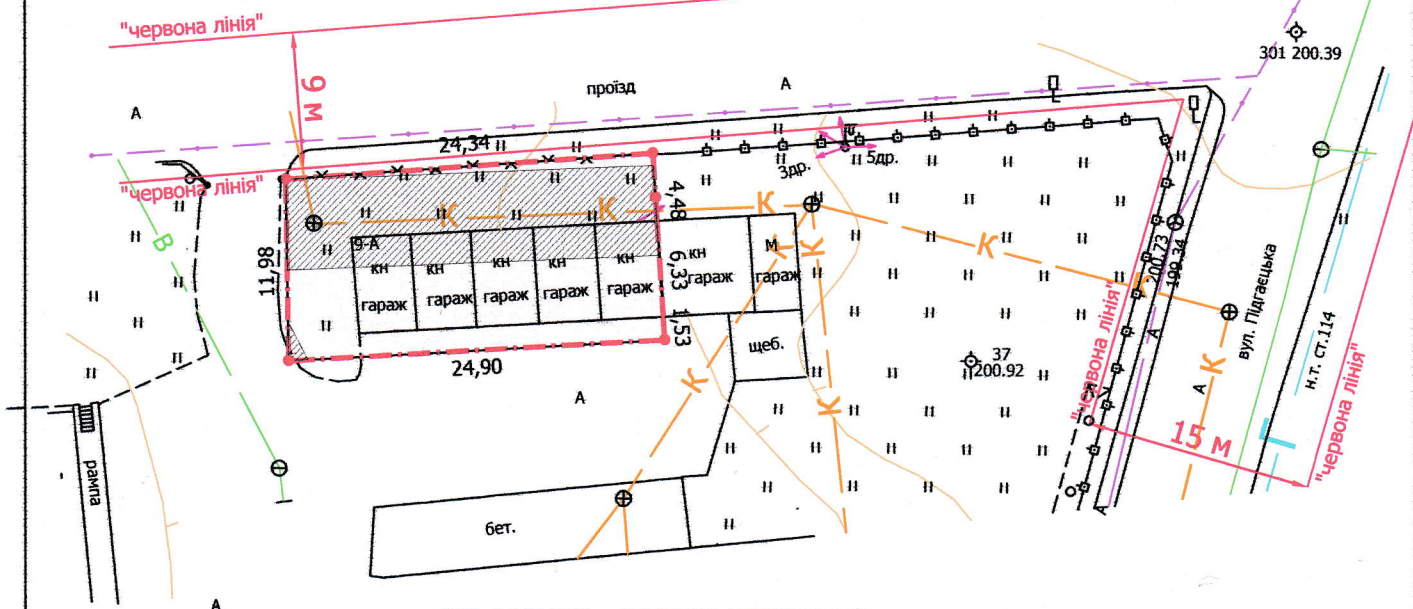 "червона лінія"
9 м
А
проїзд
А
301 200.39
24,34
3др.
5др.
"червона лінія"
В
К
К
К
К
К
К
К
К
К
К
4,48
6,33
1,53
11,98
9-А
кн
гараж
кн
гараж
кн
гараж
кн
гараж
кн
гараж
кн
гараж
М
гараж
24,90
щеб.
А
37
200.92
200.73
199.34
А
"червона лінія"
вул. Підгаєцька
А
н.т. ст.114
"червона лінія"
15 м
Г
рампа
бет.
А
А